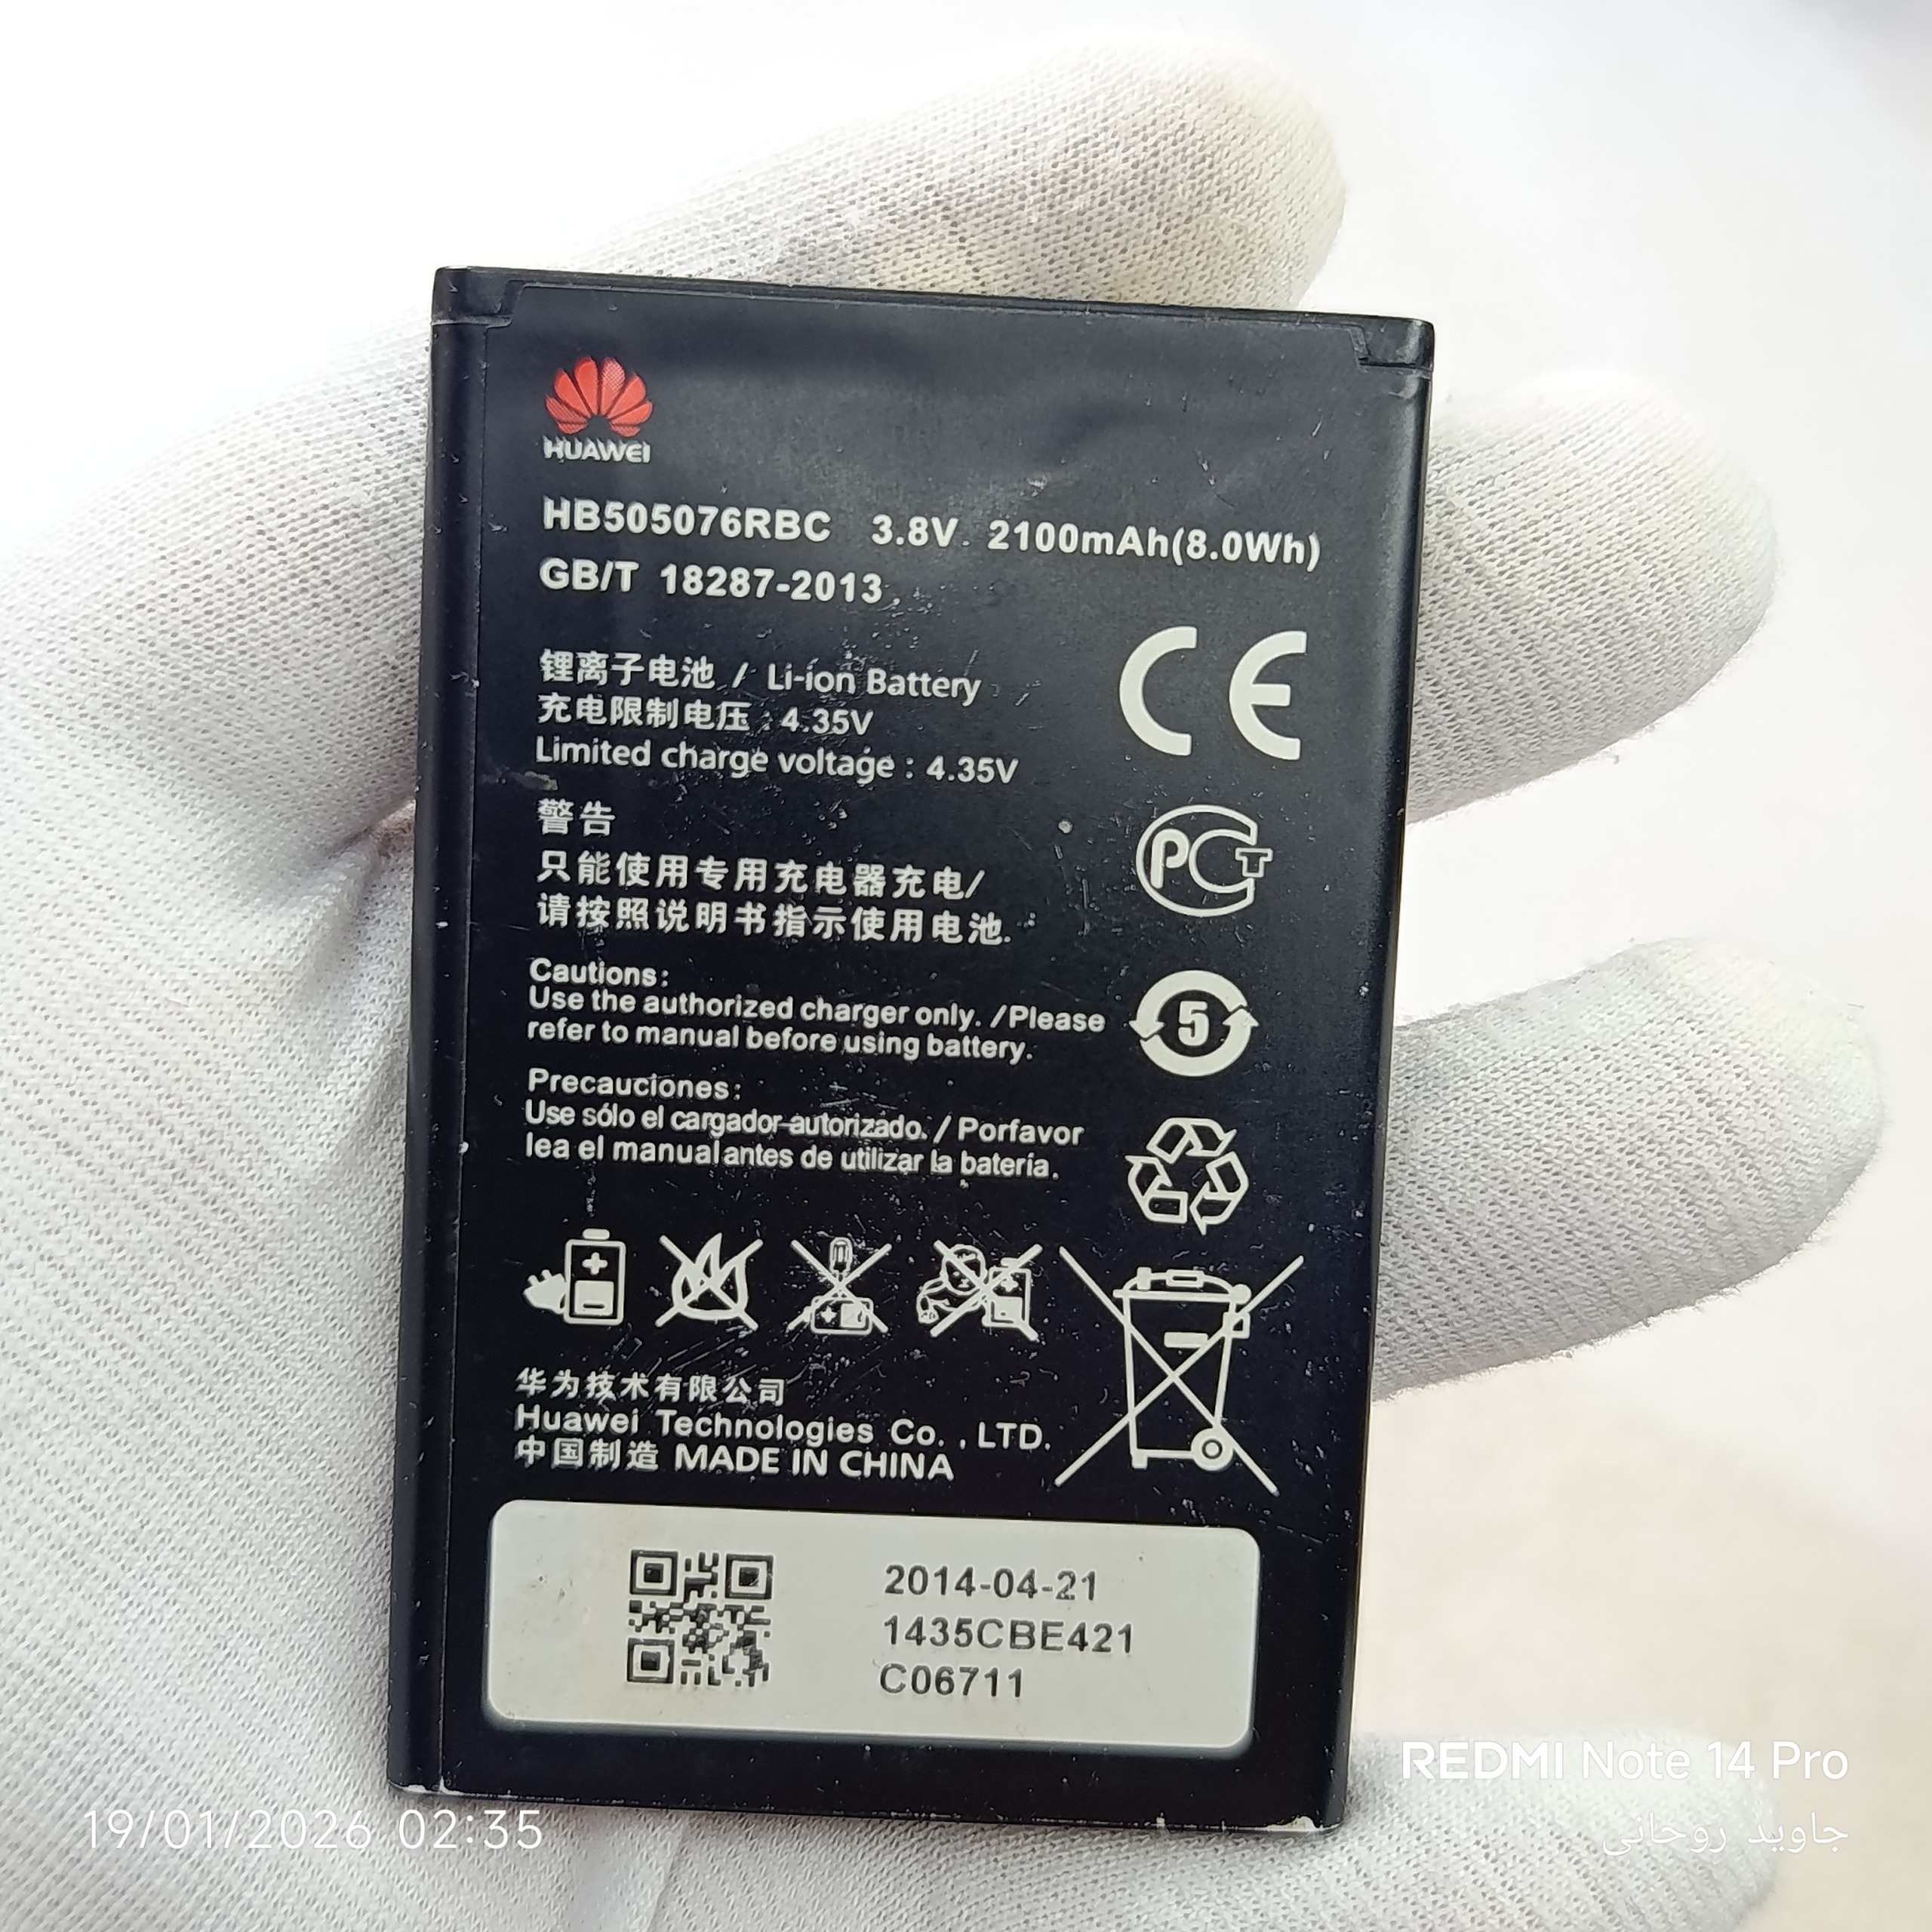 HUAWEI
HB505076RBC 3.8V 2100mAh(8.0Wh)
GB/T 18287-2013
锂离子电池 / Li-ion Battery
充电限制电压 : 4.35V
Limited charge voltage : 4.35V
警告
只能使用专用充电器充电/
请按照说明书指示使用电池.
Cautions:
Use the authorized charger only. /Please
refer to manual before using battery.
Precauciones:
Use sólo el cargador autorizado. / Porfavor
lea el manual antes de utilizar la batería.
CE
PCT
5
华为技术有限公司
Huawei Technologies Co. , LTD.
中国制造 MADE IN CHINA
2014-04-21
1435CBE421
C06711
REDMI Note 14 Pro
جاوید روحانی
19/01/2026 02:35